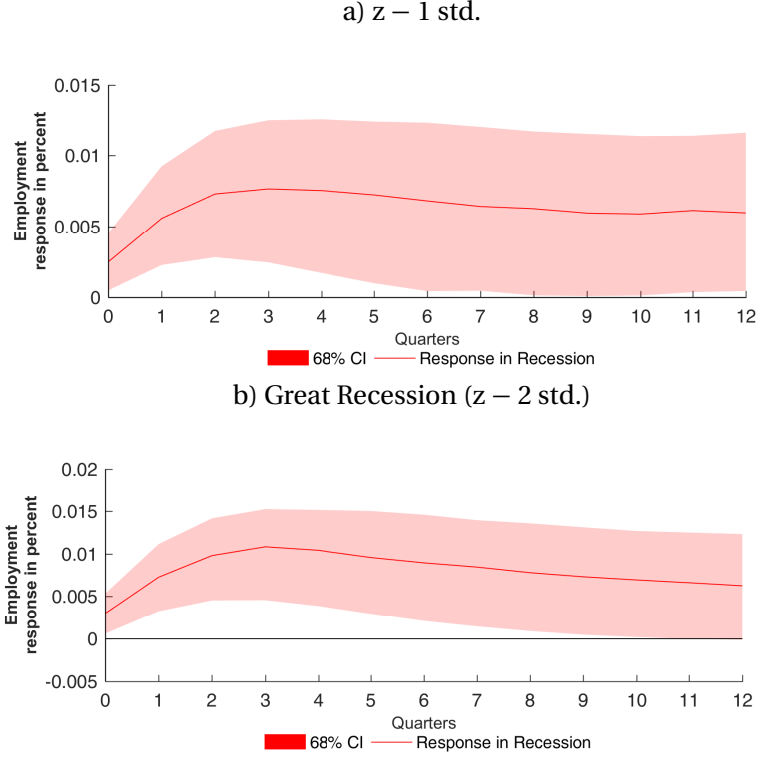 a) z – 1 std.
0.015
0.01
0.005
0
Employment
response in percent
0 1 2 3 4 5 6 7 8 9 10 11 12
Quarters
68% CI Response in Recession
b) Great Recession (z – 2 std.)
0.02
0.015
0.01
0.005
0
-0.005
Employment
response in percent
0 1 2 3 4 5 6 7 8 9 10 11 12
Quarters
68% CI Response in Recession